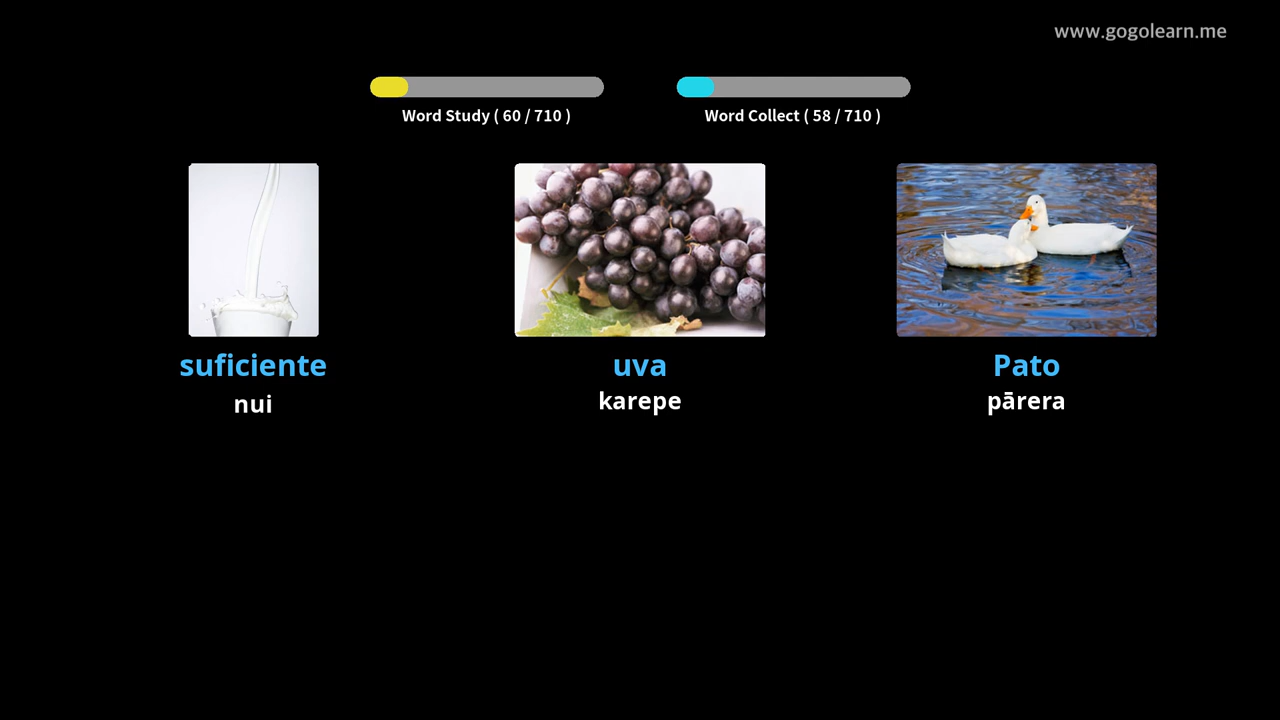 www.gogolearn.me
Word Study ( 60 / 710 )
Word Collect ( 58 / 710 )
suficiente
nui
uva
karepe
Pato
pārera